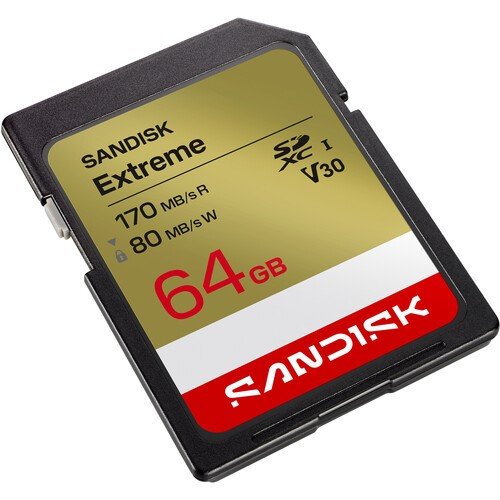 SANDISK
Extreme
170 MB/s R
80 MB/s W
SD XC I
V30
64 GB
SANDISK